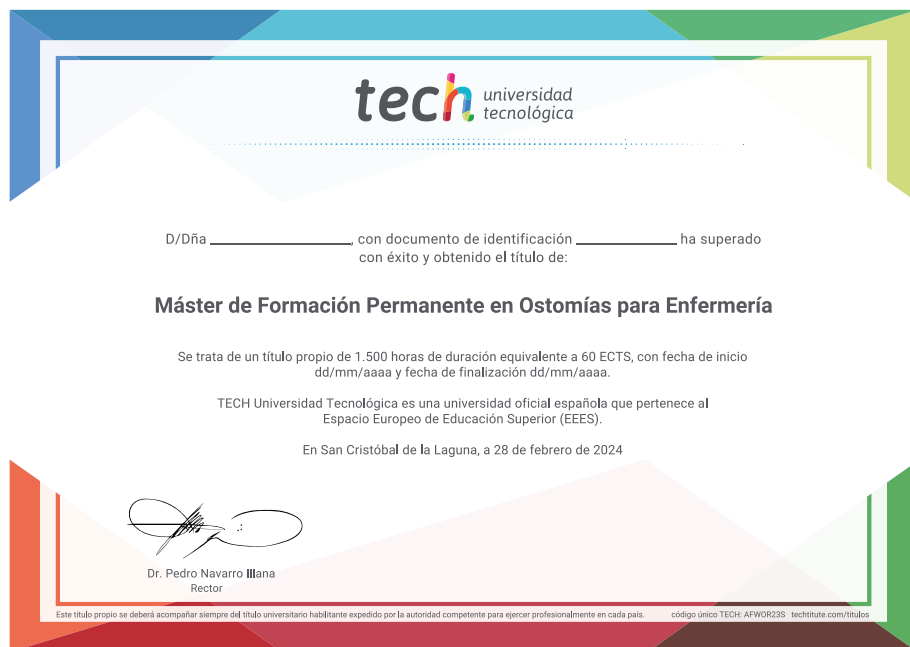 tech universidad
tecnológica
D/Dña , con documento de identificación ha superado
con éxito y obtenido el título de:
Máster de Formación Permanente en Ostomías para Enfermería
Se trata de un título propio de 1.500 horas de duración equivalente a 60 ECTS, con fecha de inicio
dd/mm/aaaa y fecha de finalización dd/mm/aaaa.
TECH Universidad Tecnológica es una universidad oficial española que pertenece al
Espacio Europeo de Educación Superior (EEES).
En San Cristóbal de la Laguna, a 28 de febrero de 2024
Dr. Pedro Navarro Illana
Rector
Este título propio se deberá acompañar siempre del título universitario habilitante expedido por la autoridad competente para ejercer profesionalmente en cada país. código único TECH: AFWOR23S techtitute.com/titulos